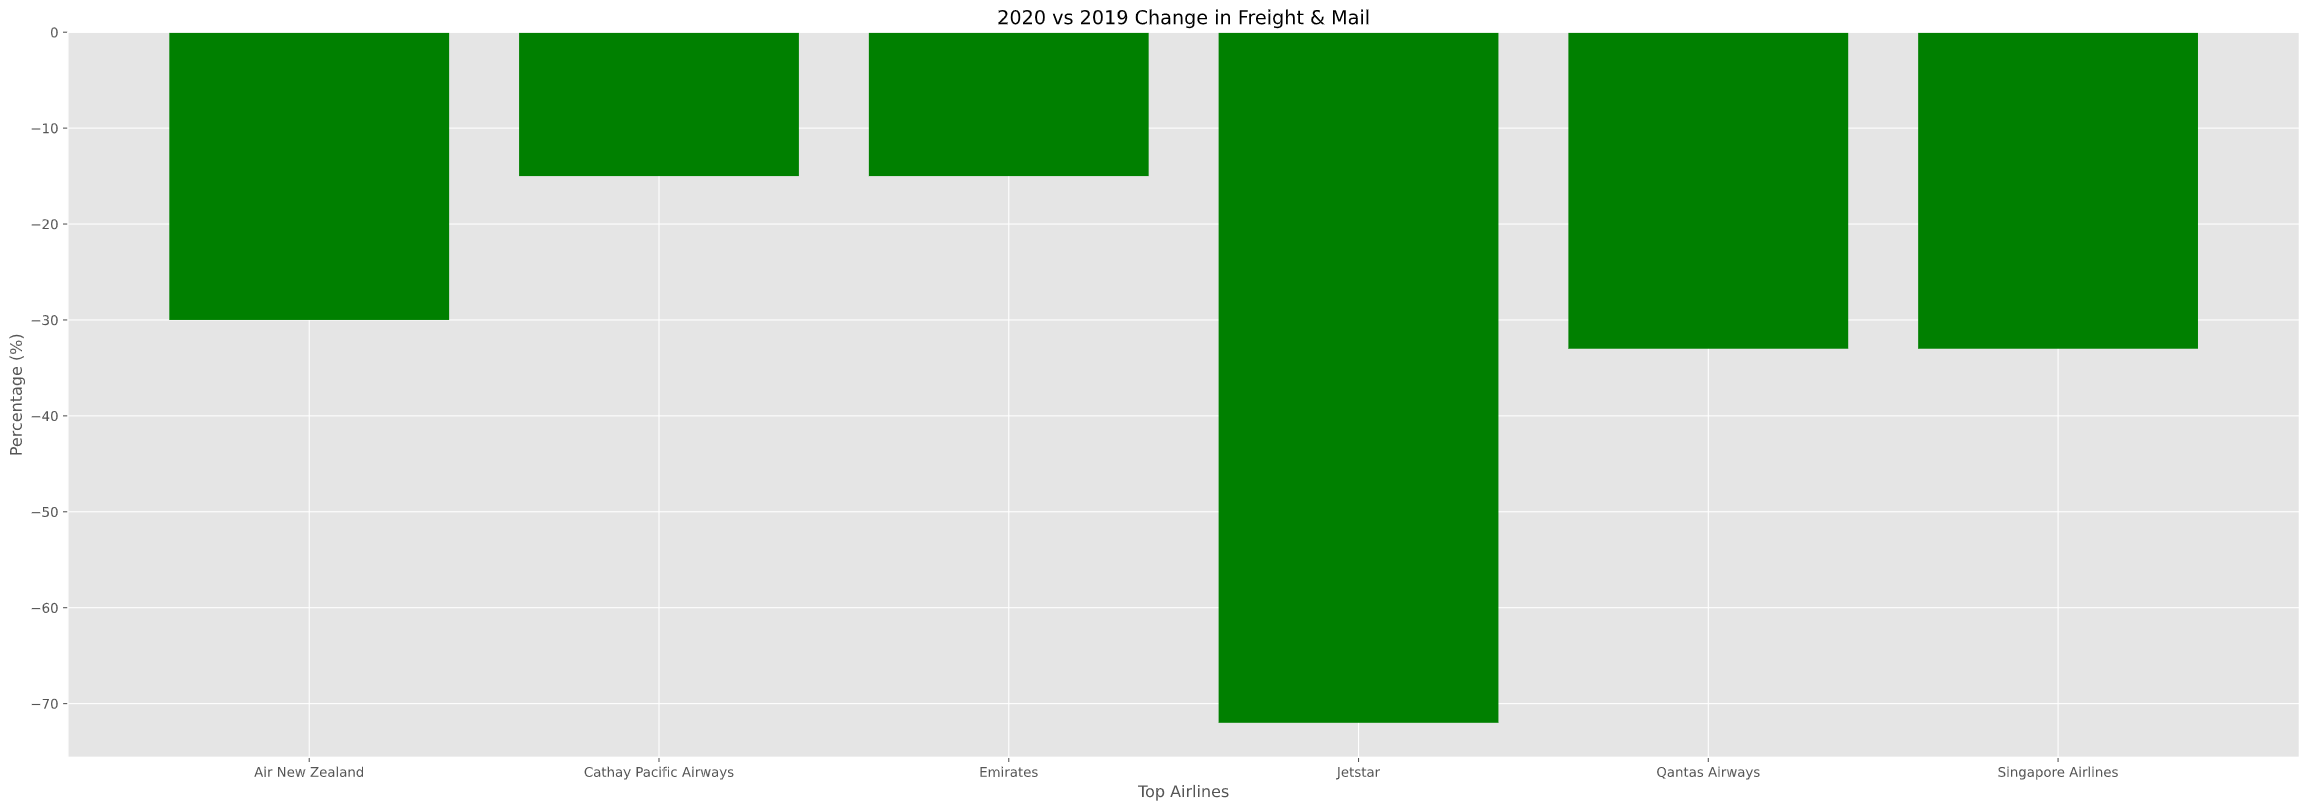 2020 vs 2019 Change in Freight & Mail
0
−10
−20
−30
−40
−50
−60
−70
Percentage (%)
Air New Zealand Cathay Pacific Airways Emirates Jetstar Qantas Airways Singapore Airlines
Top Airlines